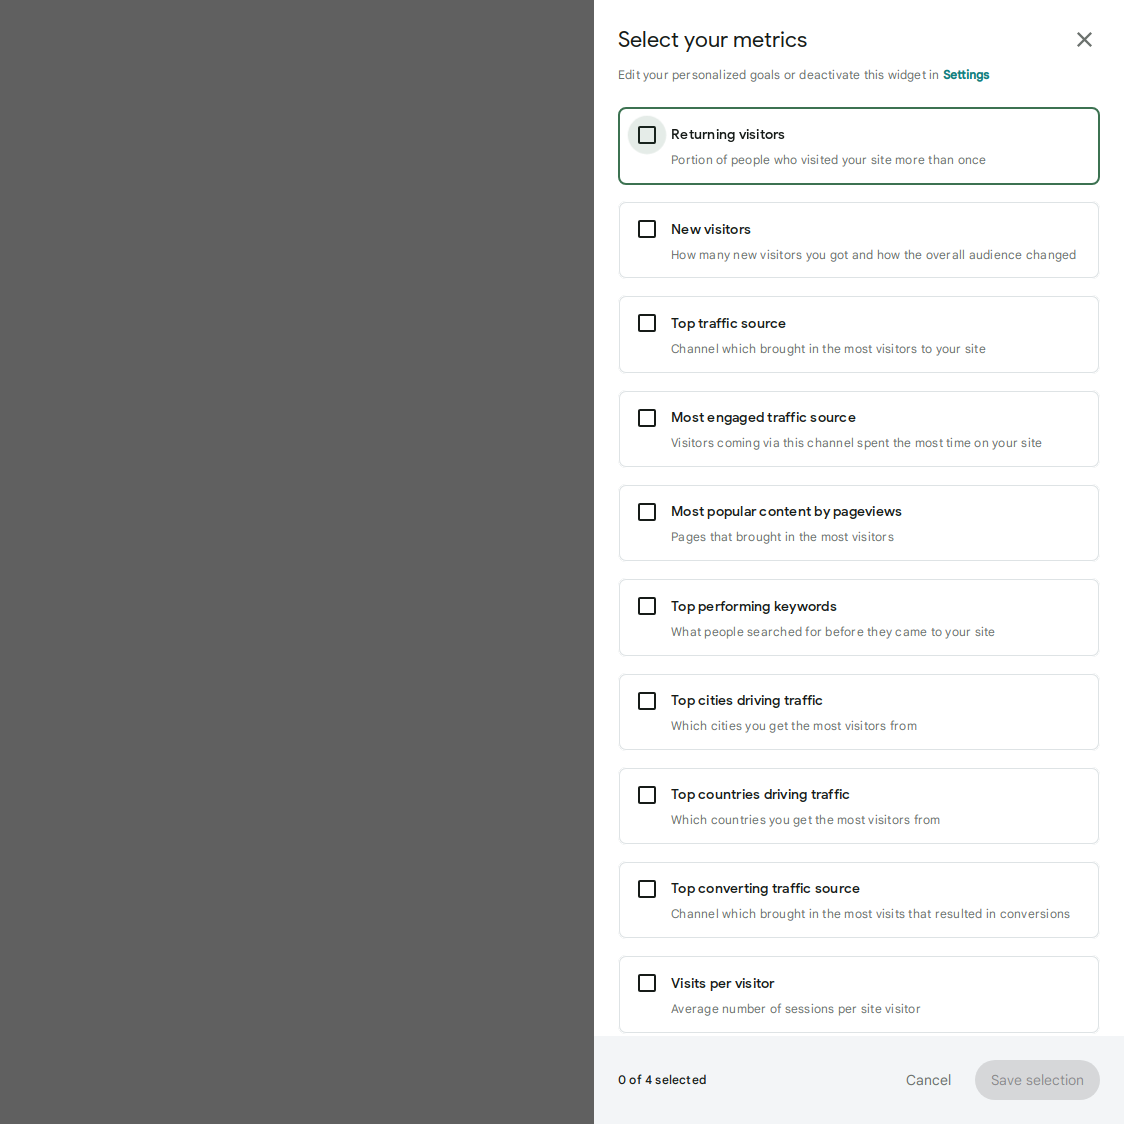 Select your metrics
Edit your personalized goals or deactivate this widget in Settings
Returning visitors
Portion of people who visited your site more than once
New visitors
How many new visitors you got and how the overall audience changed
Top traffic source
Channel which brought in the most visitors to your site
Most engaged traffic source
Visitors coming via this channel spent the most time on your site
Most popular content by pageviews
Pages that brought in the most visitors
Top performing keywords
What people searched for before they came to your site
Top cities driving traffic
Which cities you get the most visitors from
Top countries driving traffic
Which countries you get the most visitors from
Top converting traffic source
Channel which brought in the most visits that resulted in conversions
Visits per visitor
Average number of sessions per site visitor
0 of 4 selected
Cancel
Save selection